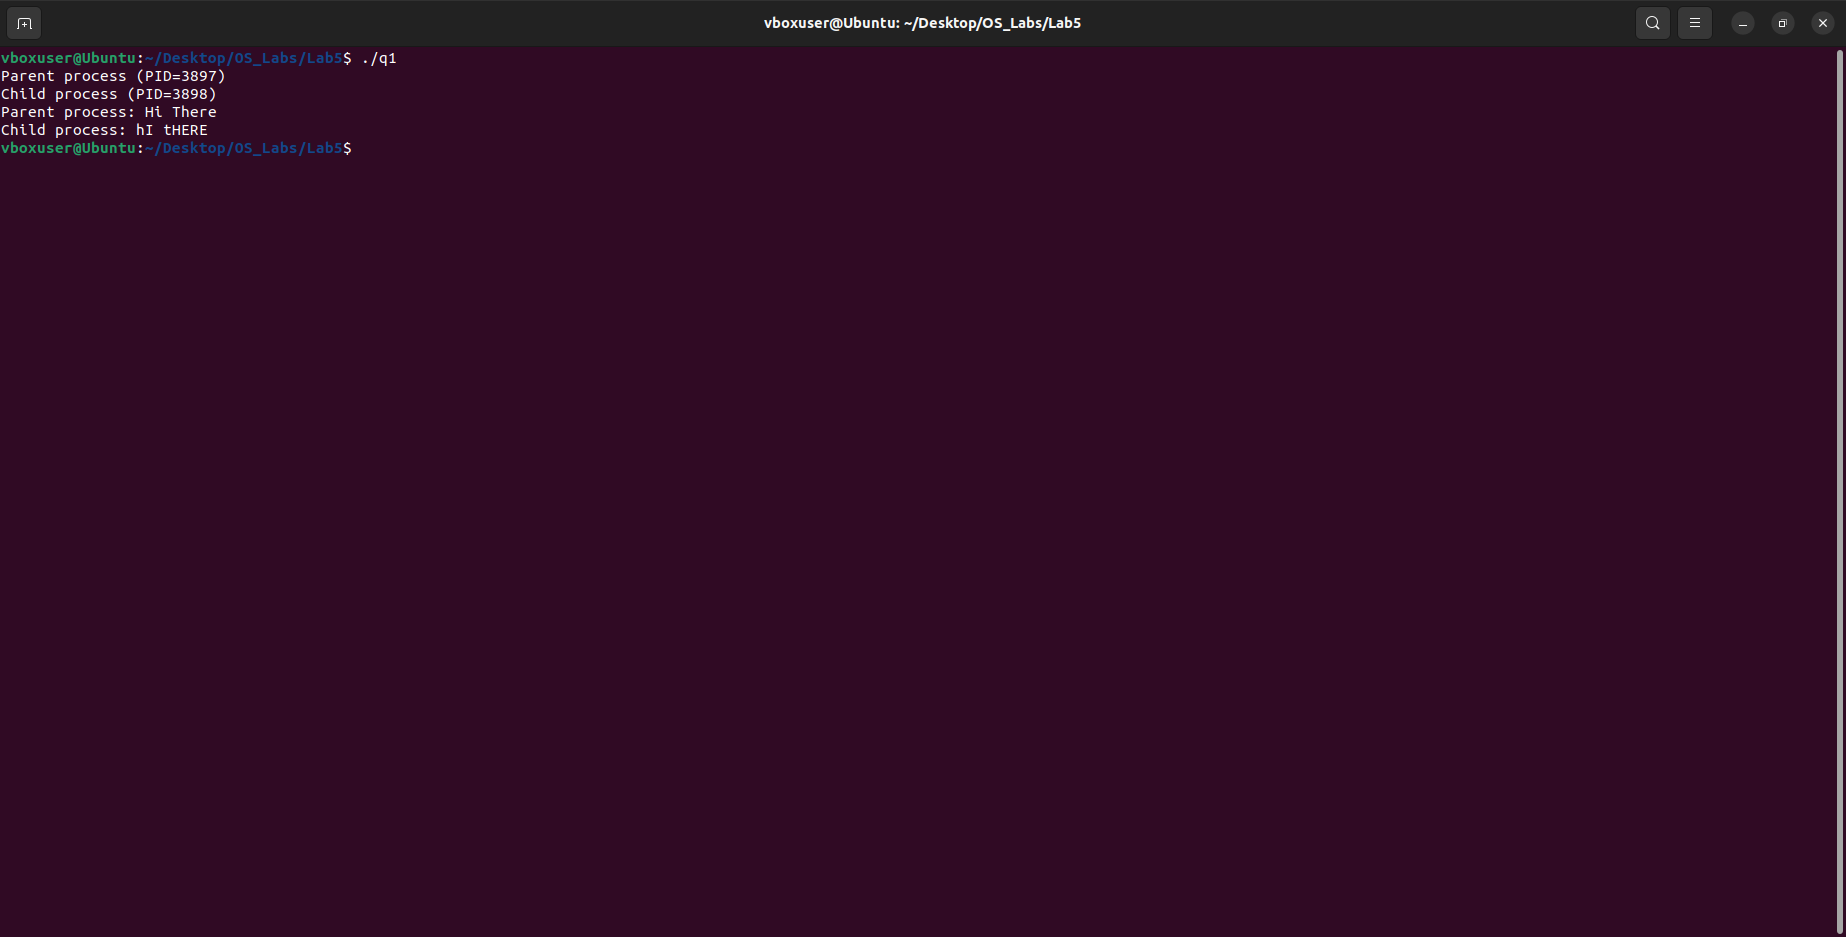 vboxuser@Ubuntu: ~/Desktop/OS_Labs/Lab5
vboxuser@Ubuntu:~/Desktop/OS_Labs/Lab5$ ./q1
Parent process (PID=3897)
Child process (PID=3898)
Parent process: Hi There
Child process: hI tHERE
vboxuser@Ubuntu:~/Desktop/OS_Labs/Lab5$